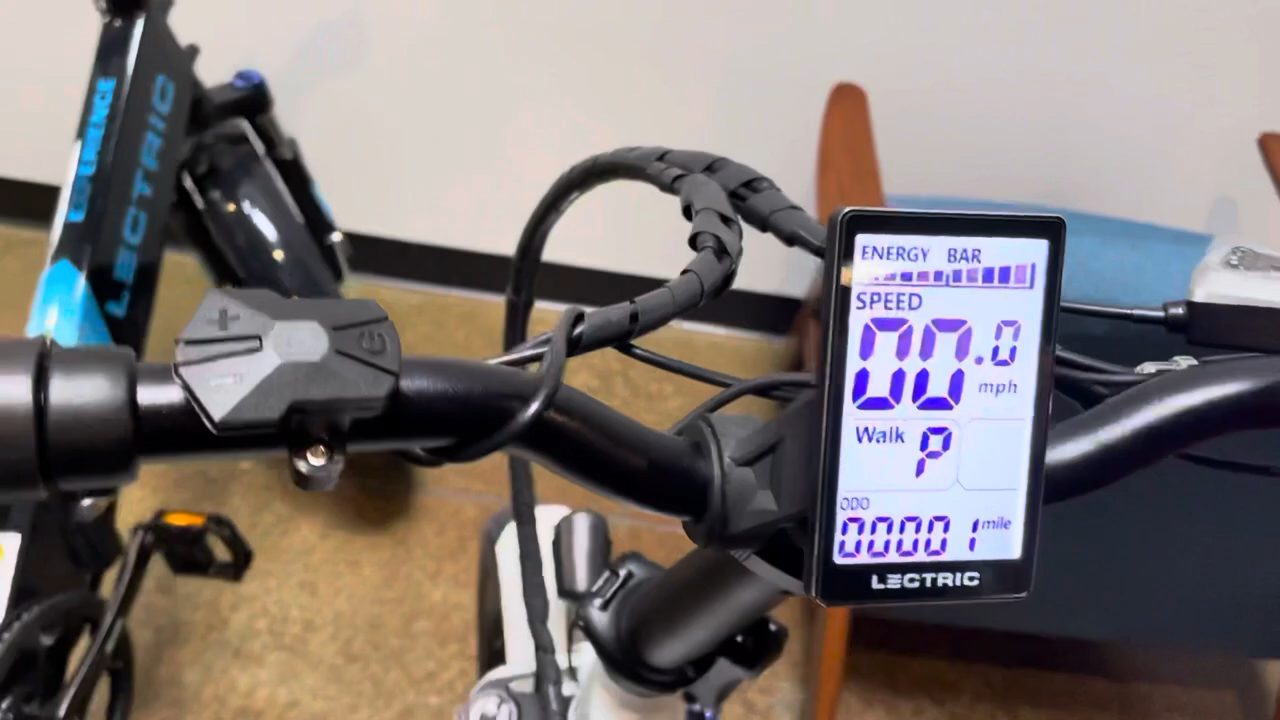 LECTRIC
ENERGY BAR
SPEED
00.0
mph
Walk P
ODO
00001 mile
LECTRIC